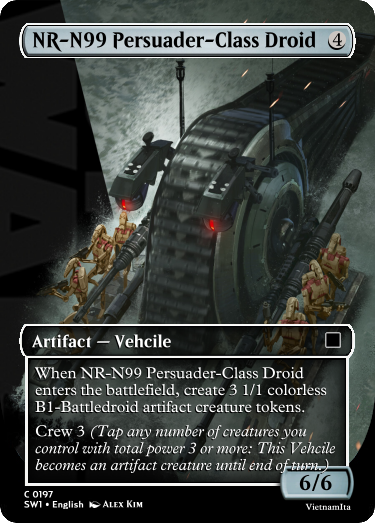 NR-N99 Persuader-Class Droid 4
Artifact — Vehcile
When NR-N99 Persuader-Class Droid
enters the battlefield, create 3 1/1 colorless
B1-Battledroid artifact creature tokens.
Crew 3 (Tap any number of creatures you
control with total power 3 or more: This Vehcile
becomes an artifact creature until end of turn.)
6/6
C 0197
SW1 • English ALEX KIM
VietnamIta